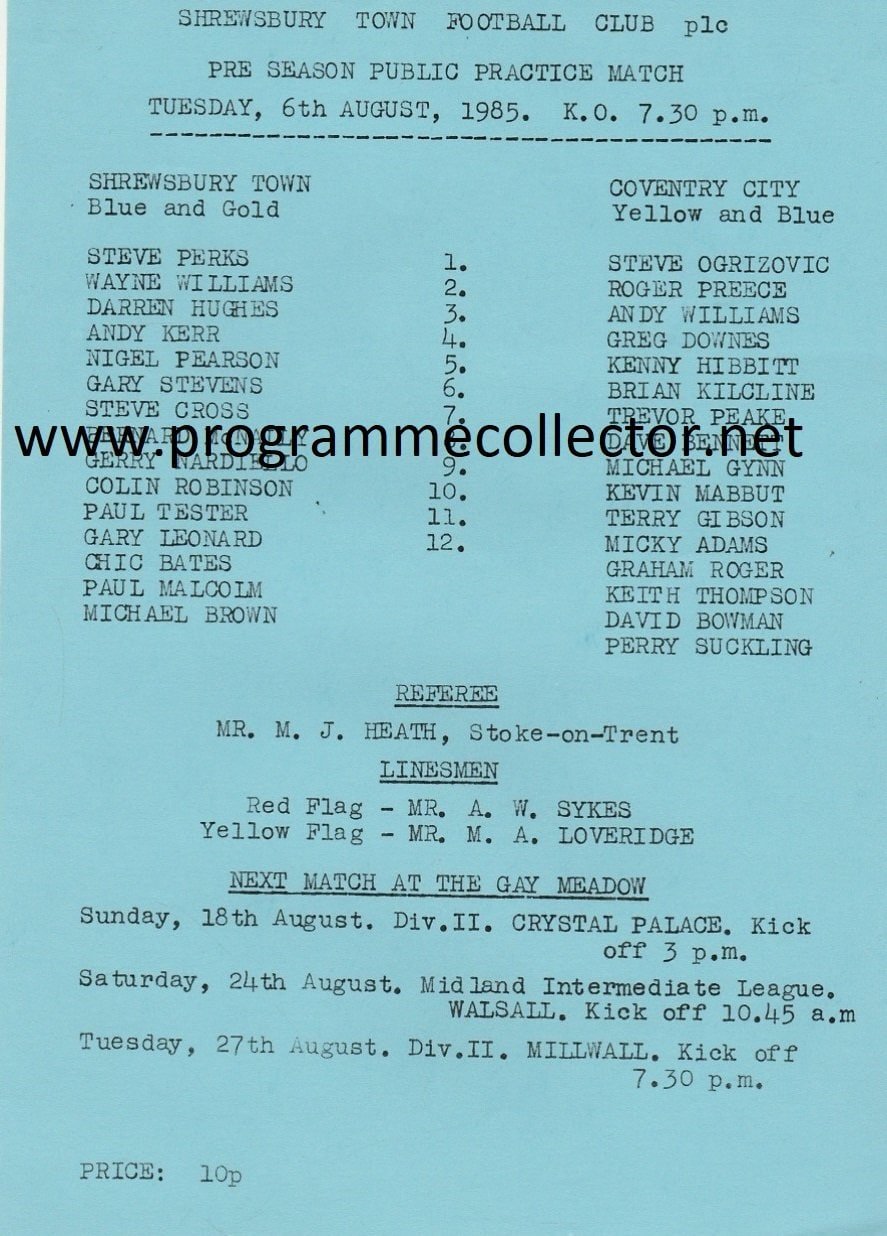 SHREWSBURY TOWN FOOTBALL CLUB plc
PRE SEASON PUBLIC PRACTICE MATCH
TUESDAY, 6th AUGUST, 1985. K.O. 7.30 p.m.
SHREWSBURY TOWN COVENTRY CITY
Blue and Gold Yellow and Blue
STEVE PERKS 1. STEVE OGRIZOVIC
WAYNE WILLIAMS 2. ROGER PREECE
DARREN HUGHES 3. ANDY WILLIAMS
ANDY KERR 4. GREG DOWNES
NIGEL PEARSON 5. KENNY HIBBITT
GARY STEVENS 6. BRIAN KILCLINE
STEVE CROSS 7. TREVOR PEAKE
BERNARD McNALLY DAVE BENNETT
www.programmecollector.net
GERRY NARDIELLO 9. MICHAEL GYNN
COLIN ROBINSON 10. KEVIN MABBUT
PAUL TESTER 11. TERRY GIBSON
GARY LEONARD 12. MICKY ADAMS
CHIC BATES GRAHAM ROGER
PAUL MALCOLM KEITH THOMPSON
MICHAEL BROWN DAVID BOWMAN
PERRY SUCKLING
REFEREE
MR. M. J. HEATH, Stoke-on-Trent
LINESMEN
Red Flag - MR. A. W. SYKES
Yellow Flag - MR. M. A. LOVERIDGE
NEXT MATCH AT THE GAY MEADOW
Sunday, 18th August. Div.II. CRYSTAL PALACE. Kick
off 3 p.m.
Saturday, 24th August. Midland Intermediate League.
WALSALL. Kick off 10.45 a.m
Tuesday, 27th August. Div.II. MILLWALL. Kick off
7.30 p.m.
PRICE: 10p